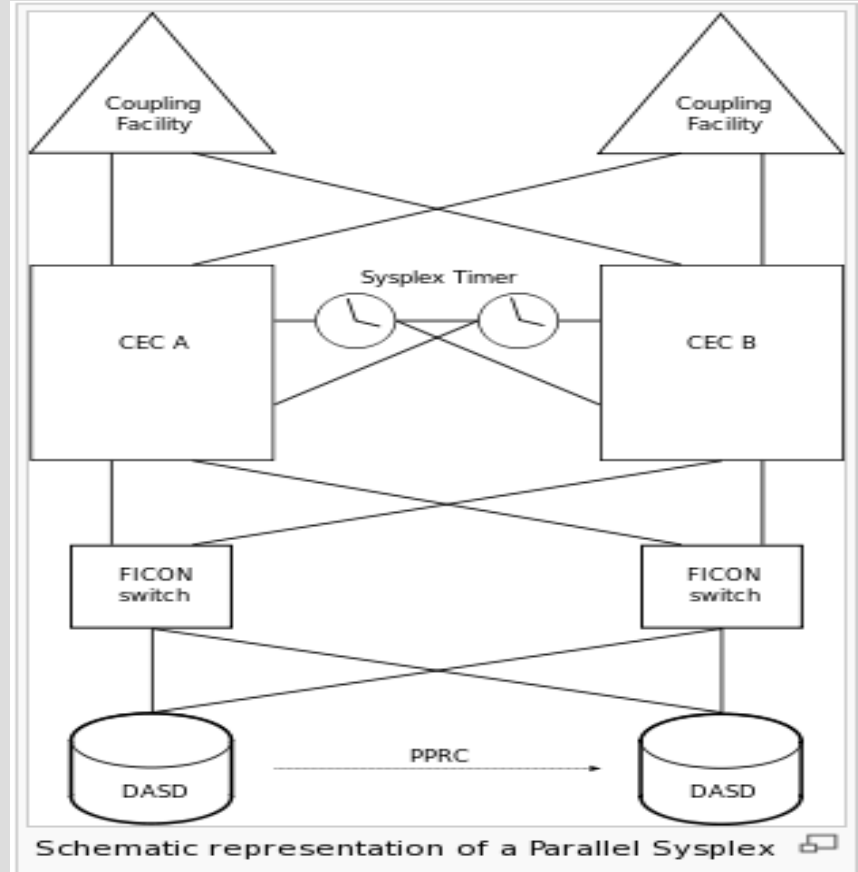 Coupling
Facility
Coupling
Facility
Sysplex Timer
CEC A
CEC B
FICON
switch
FICON
switch
PPRC
DASD
DASD
Schematic representation of a Parallel Sysplex